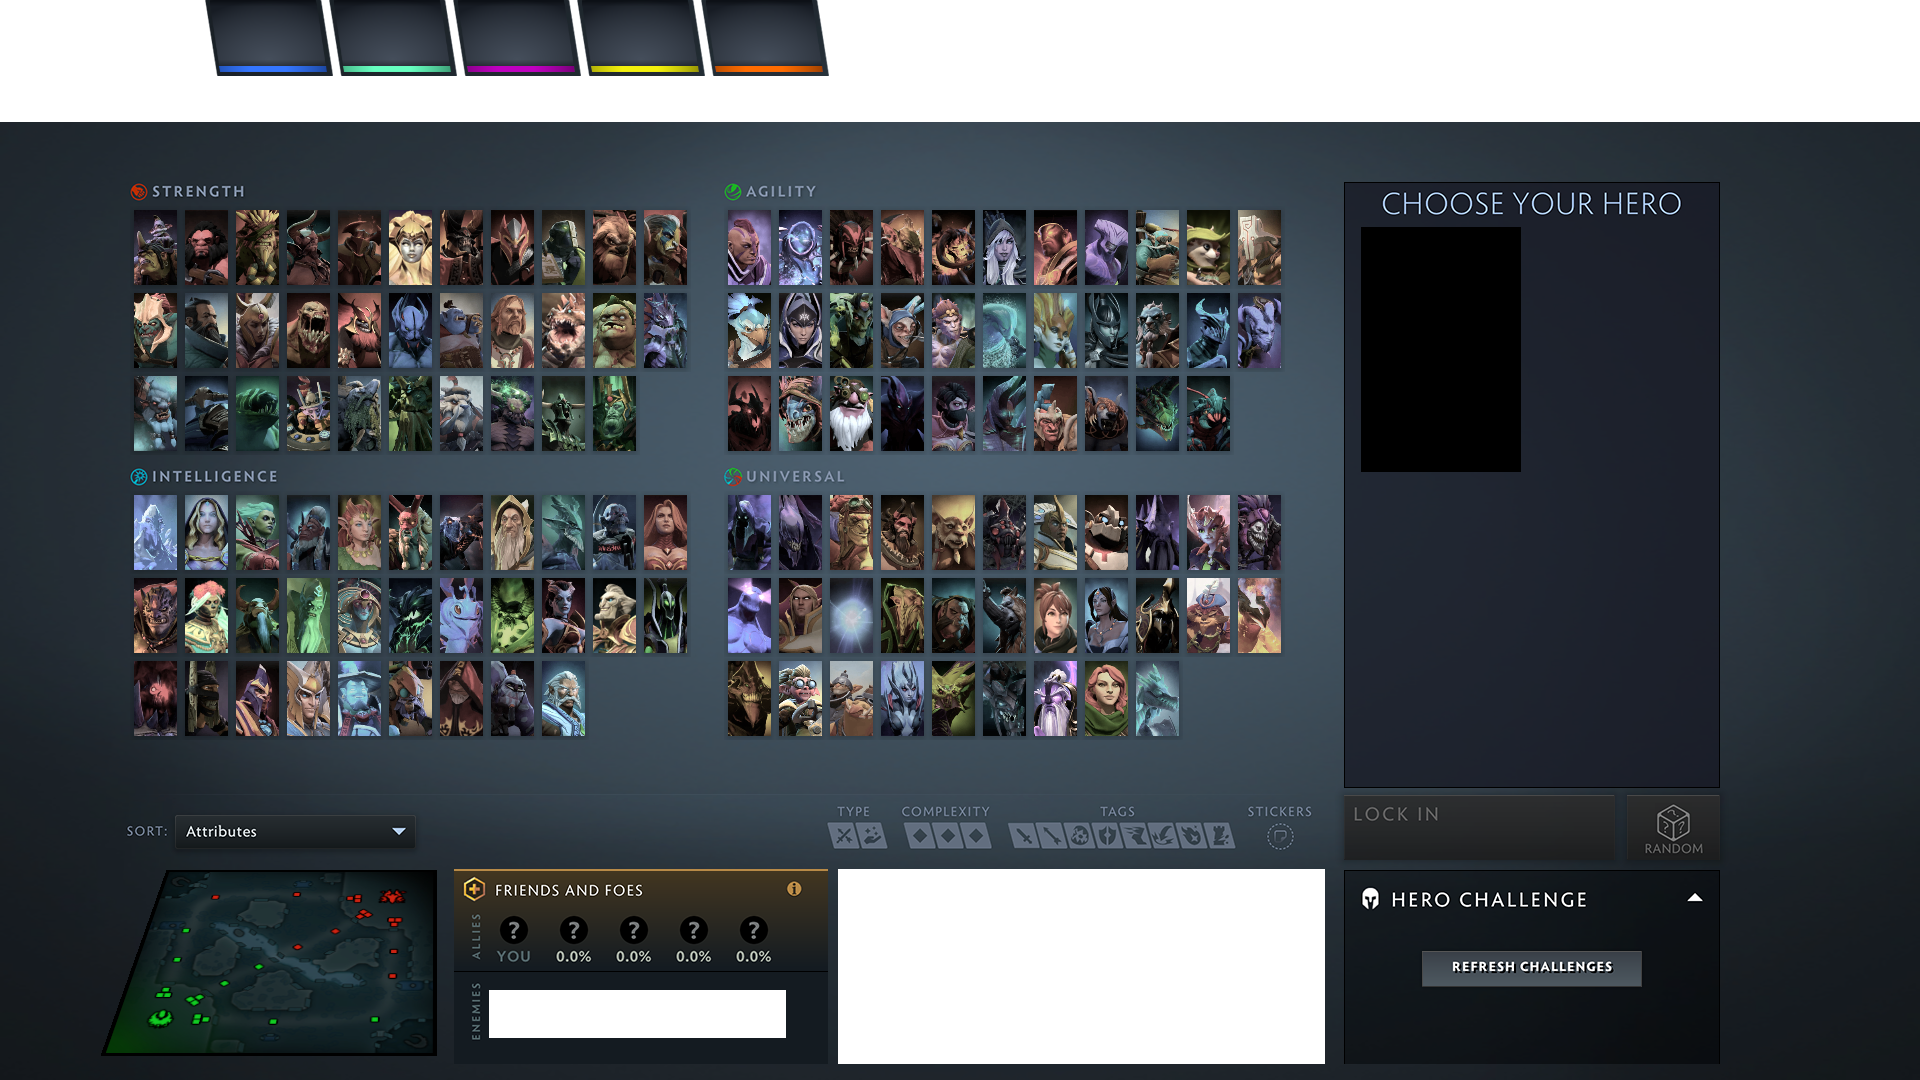 STRENGTH
AGILITY
CHOOSE YOUR HERO
INTELLIGENCE
UNIVERSAL
SORT:
Attributes
TYPE
COMPLEXITY
TAGS
STICKERS
LOCK IN
RANDOM
FRIENDS AND FOES
ALLIES
? ? ? ? ?
YOU 0.0% 0.0% 0.0% 0.0%
ENEMIES
HERO CHALLENGE
REFRESH CHALLENGES